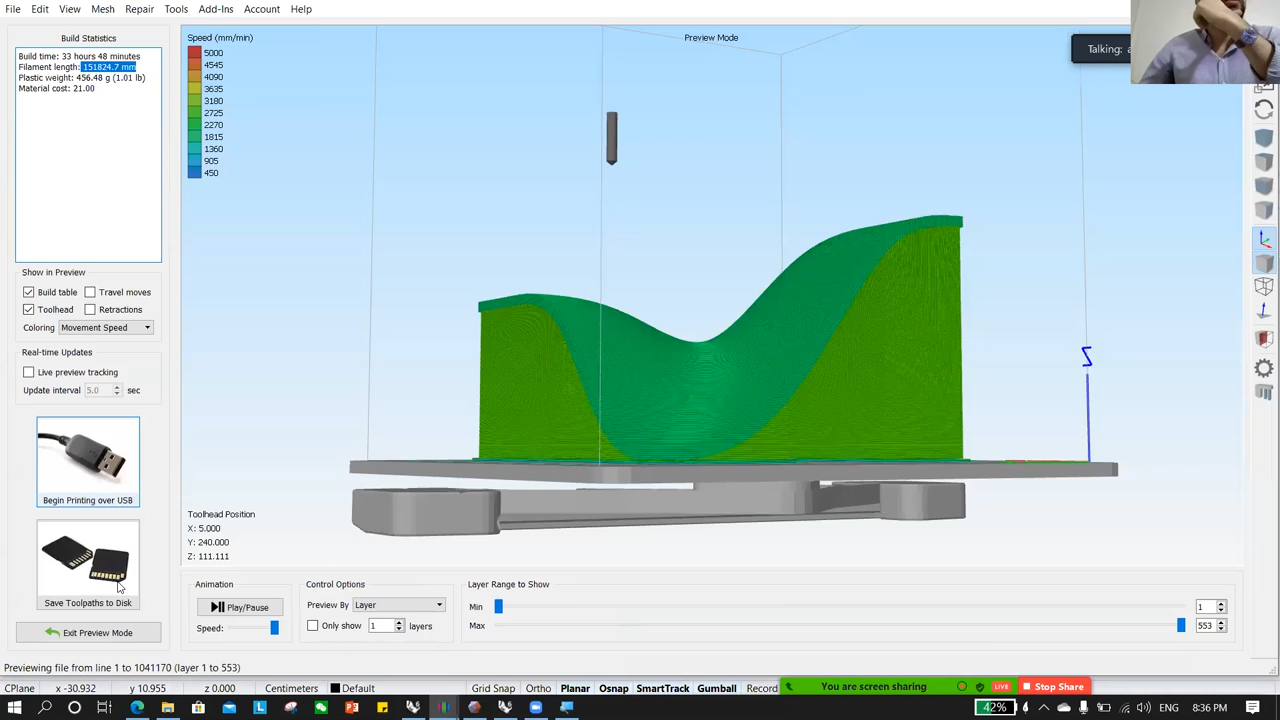 File Edit View Mesh Repair Tools Add-Ins Account Help
Build Statistics
Build time: 33 hours 48 minutes
Filament length: 151824.7 mm
Plastic weight: 456.48 g (1.01 lb)
Material cost: 21.00
Show in Preview
Build table Travel moves
Toolhead Retractions
Coloring Movement Speed
Real-time Updates
Live preview tracking
Update interval 5.0 sec
Begin Printing over USB
Save Toolpaths to Disk
Exit Preview Mode
Speed (mm/min)
5000
4545
4090
3635
3180
2725
2270
1815
1360
905
450
Preview Mode
Talking:
Z
Toolhead Position
X: 5.000
Y: 240.000
Z: 111.111
Animation
Play/Pause
Speed:
Control Options
Preview By Layer
Only show 1 layers
Layer Range to Show
Min 1
Max 553
Previewing file from line 1 to 1041170 (layer 1 to 553)
CPlane x -30.932 y 10.955 z 0.000 Centimeters Default Grid Snap Ortho Planar Osnap SmartTrack Gumball Record
You are screen sharing LIVE Stop Share
42% ENG 8:36 PM